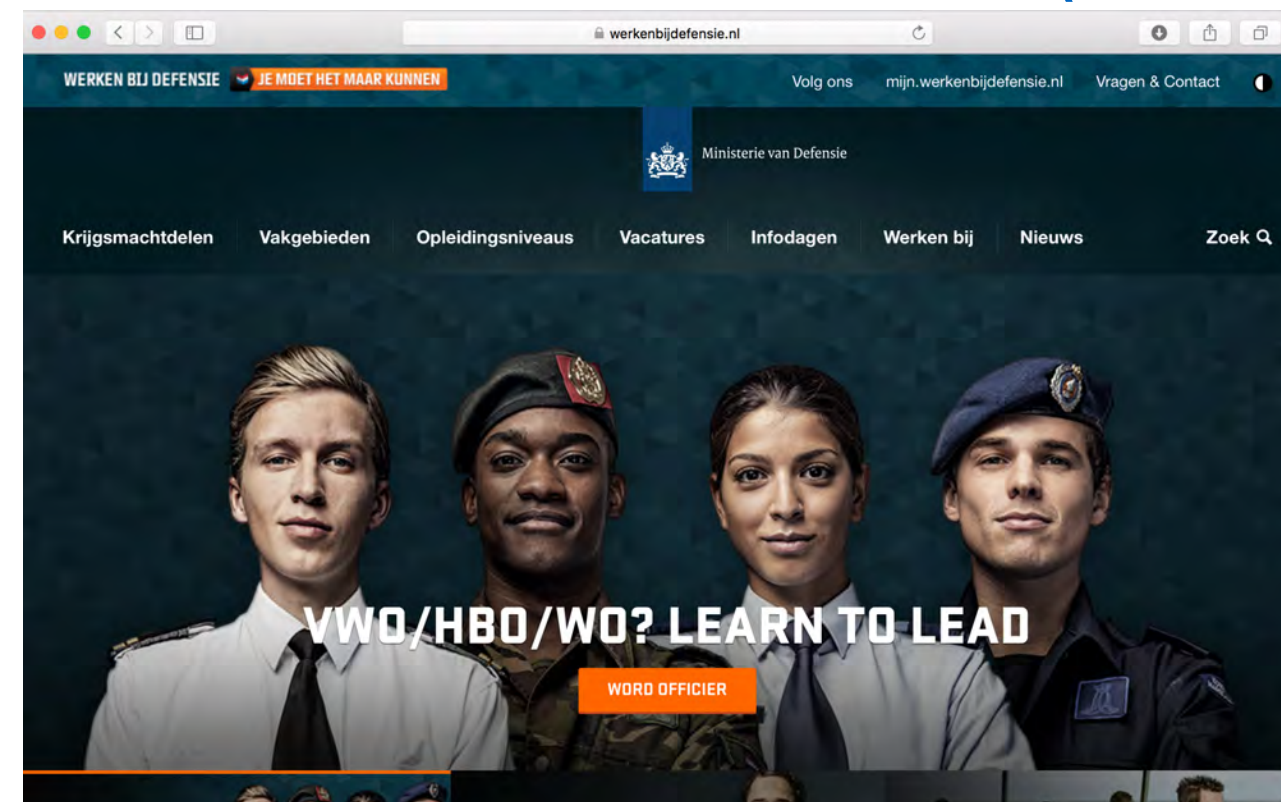 werkenbijdefensie.nl
WERKEN BIJ DEFENSIE JE MOET HET MAAR KUNNEN Volg ons mijn.werkenbijdefensie.nl Vragen & Contact
Ministerie van Defensie
Krijgsmachtdelen Vakgebieden Opleidingsniveaus Vacatures Infodagen Werken bij Nieuws Zoek
VWO/HBO/WO? LEARN TO LEAD
WORD OFFICIER